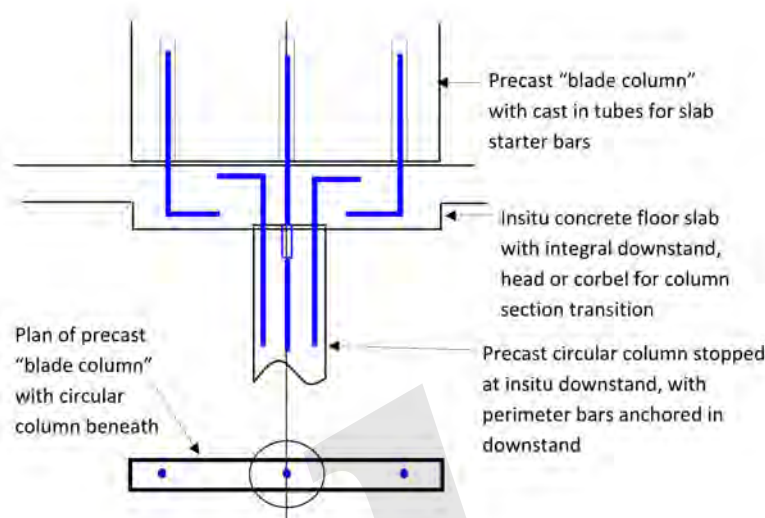 Precast “blade column”
with cast in tubes for slab
starter bars
Insitu concrete floor slab
with integral downstand,
head or corbel for column
section transition
Plan of precast
“blade column”
with circular
column beneath
Precast circular column stopped
at insitu downstand, with
perimeter bars anchored in
downstand